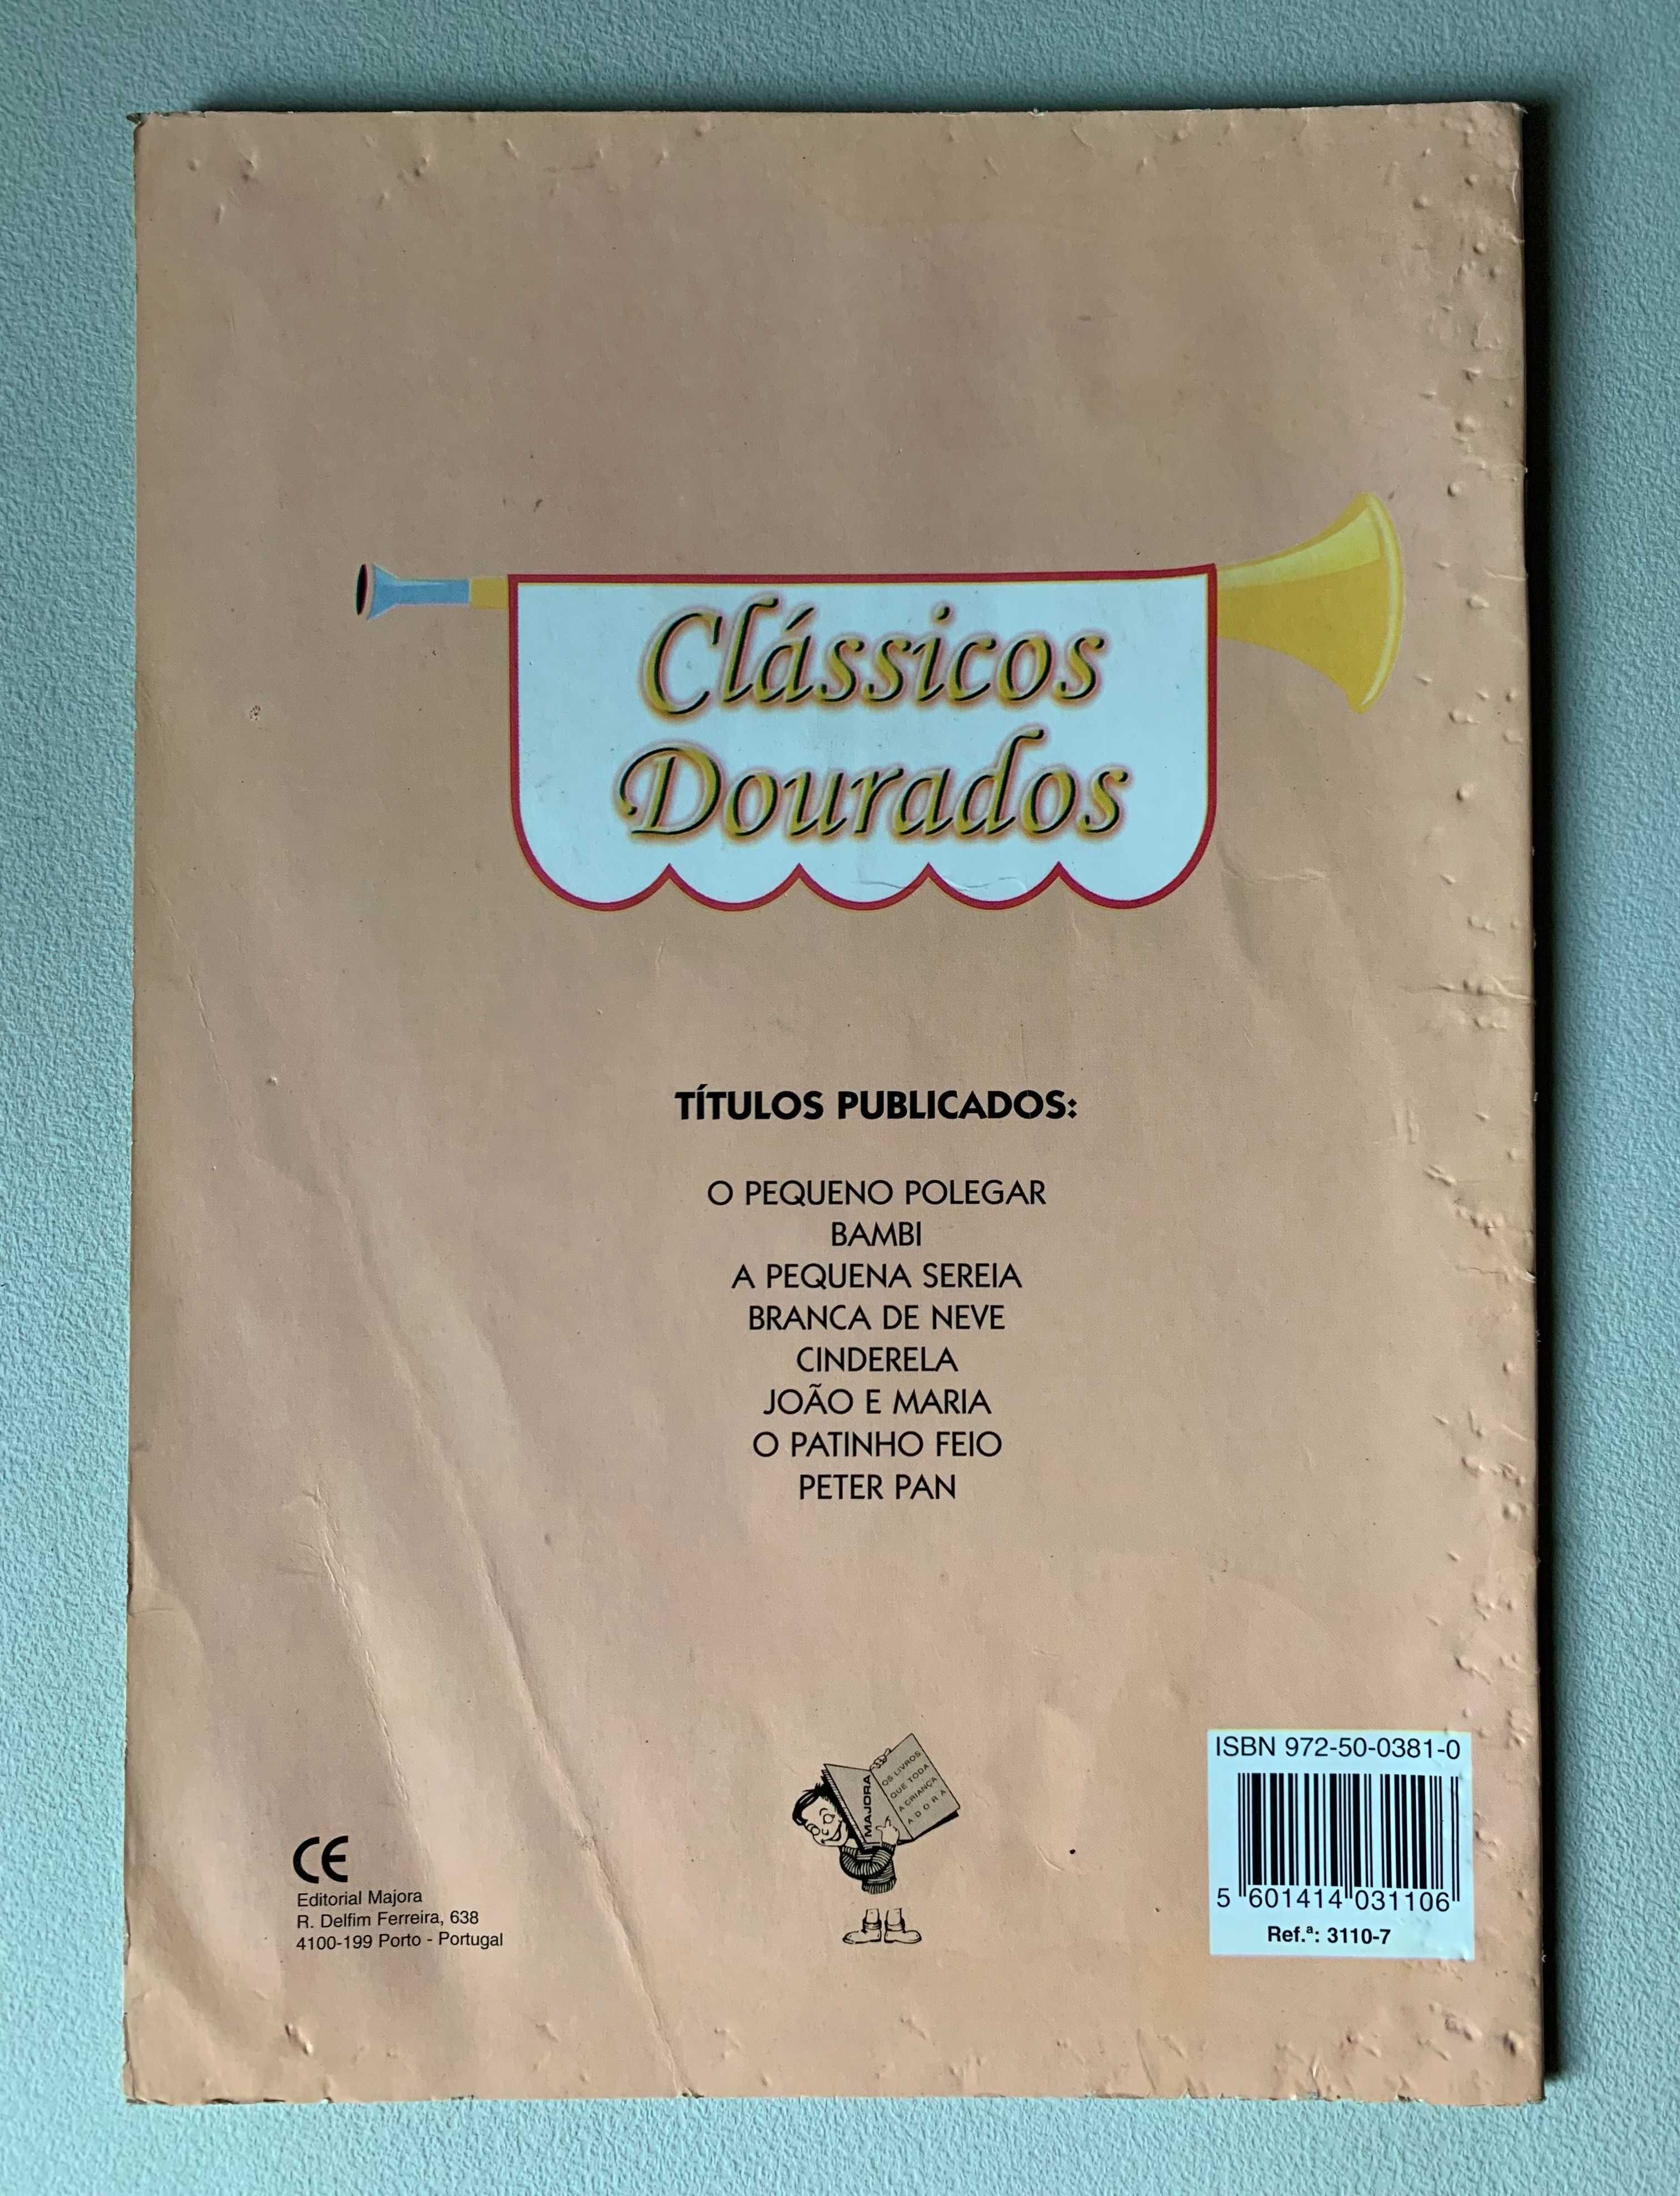 Clássicos
Dourados
TÍTULOS PUBLICADOS:
O PEQUENO POLEGAR
BAMBI
A PEQUENA SEREIA
BRANCA DE NEVE
CINDERELA
JOÃO E MARIA
O PATINHO FEIO
PETER PAN
MAJORA
OS LIVROS
QUE TODA
A CRIANÇA
ADORA
CE
Editorial Majora
R. Delfim Ferreira, 638
4100-199 Porto - Portugal
ISBN 972-50-0381-0
5 601414 031106
Ref.ª: 3110-7